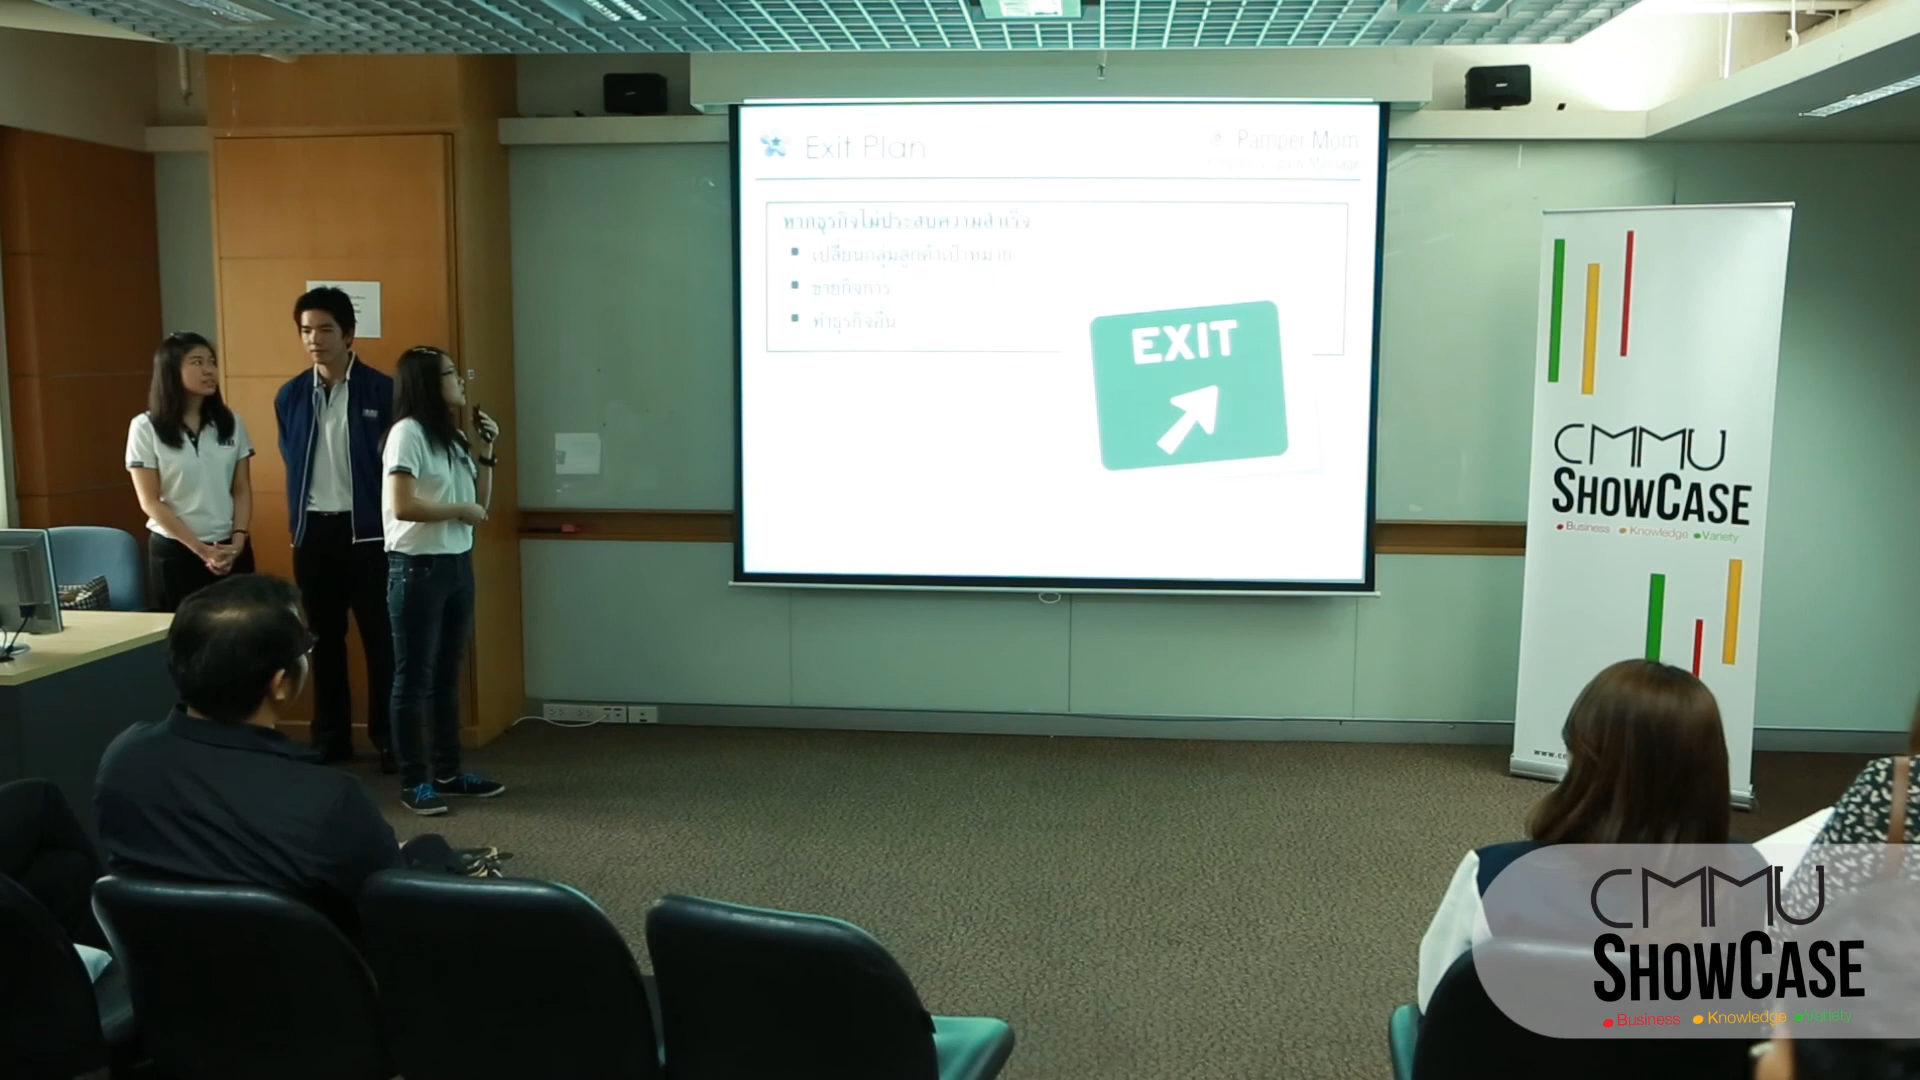 Exit Plan
Pamper Mom
หากธุรกิจไม่ประสบความสำเร็จ
เปลี่ยนกลุ่มลูกค้าเป้าหมาย
ขายกิจการ
ทำธุรกิจอื่น
EXIT
CMMU
SHOWCASE
Business Knowledge Variety
CMMU
SHOWCASE
Business Knowledge Variety